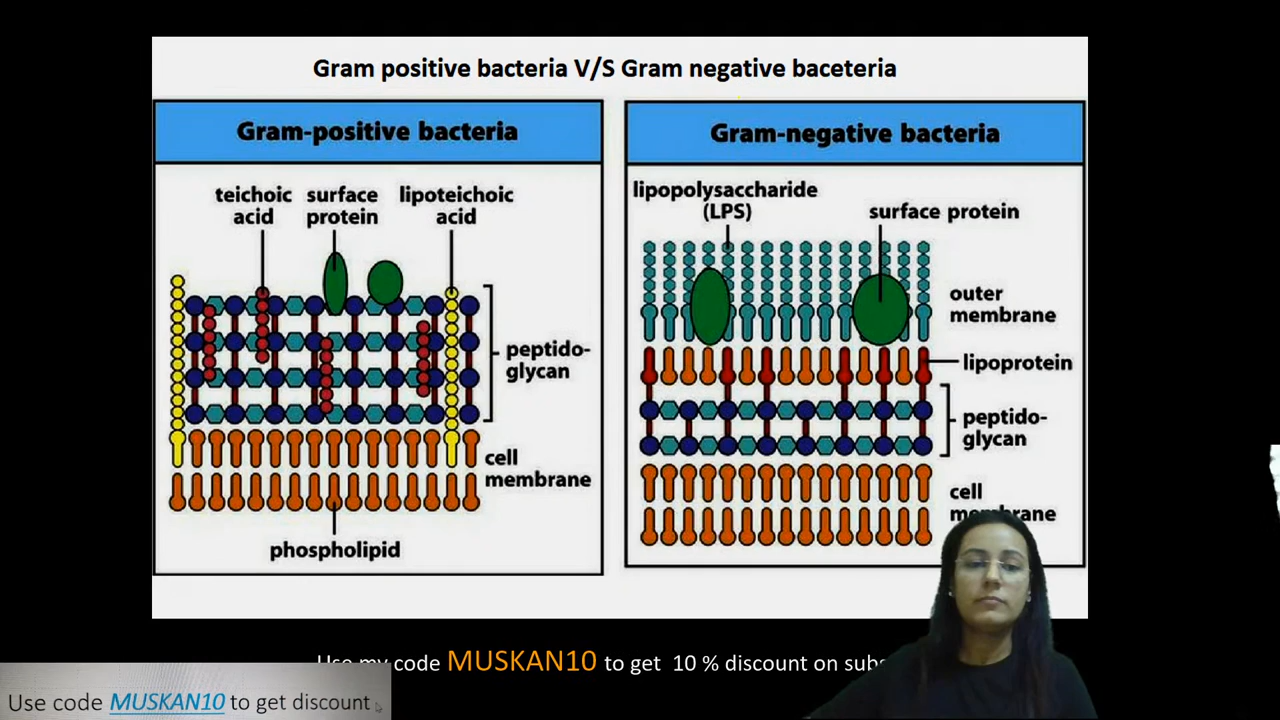 Gram positive bacteria V/S Gram negative baceteria
Gram-positive bacteria
teichoic
acid
surface
protein
lipoteichoic
acid
peptido-
glycan
cell
membrane
phospholipid
Gram-negative bacteria
lipopolysaccharide
(LPS)
surface protein
outer
membrane
lipoprotein
peptido-
glycan
cell
membrane
Use my code MUSKAN10 to get 10 % discount on
Use code MUSKAN10 to get discount